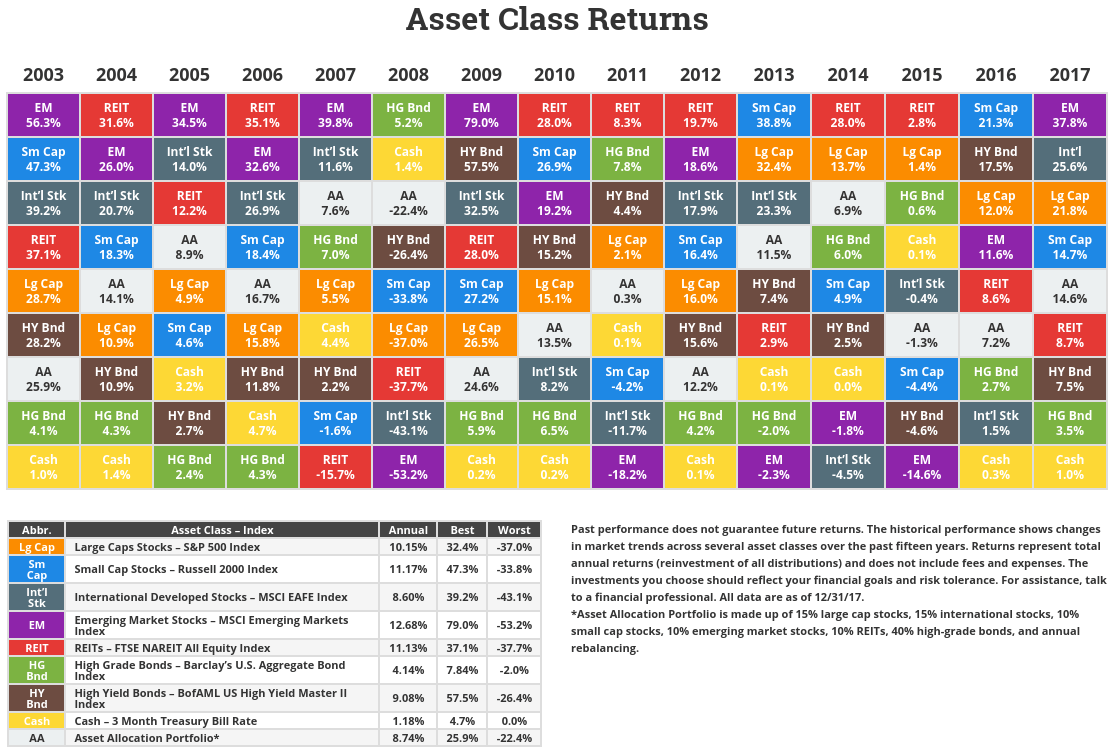 Asset Class Returns
2003 2004 2005 2006 2007 2008 2009 2010 2011 2012 2013 2014 2015 2016 2017
EM REIT EM REIT EM HG Bnd EM REIT REIT REIT Sm Cap REIT REIT Sm Cap EM
56.3% 31.6% 34.5% 35.1% 39.8% 5.2% 79.0% 28.0% 8.3% 19.7% 38.8% 28.0% 2.8% 21.3% 37.8%
Sm Cap EM Int'l Stk EM Int'l Stk Cash HY Bnd Sm Cap HG Bnd EM Lg Cap Lg Cap Lg Cap HY Bnd Int'l
47.3% 26.0% 14.0% 32.6% 11.6% 1.4% 57.5% 26.9% 7.8% 18.6% 32.4% 13.7% 1.4% 17.5% 25.6%
Int'l Stk Int'l Stk REIT Int'l Stk AA AA Int'l Stk EM HY Bnd Int'l Stk Int'l Stk AA HG Bnd Lg Cap Lg Cap
39.2% 20.7% 12.2% 26.9% 7.6% -22.4% 32.5% 19.2% 4.4% 17.9% 23.3% 6.9% 0.6% 12.0% 21.8%
REIT Sm Cap AA Sm Cap HG Bnd HY Bnd REIT HY Bnd Lg Cap Sm Cap AA HG Bnd Cash EM Sm Cap
37.1% 18.3% 8.9% 18.4% 7.0% -26.4% 28.0% 15.2% 2.1% 16.4% 11.5% 6.0% 0.1% 11.6% 14.7%
Lg Cap AA Lg Cap AA Lg Cap Sm Cap Sm Cap Lg Cap AA Lg Cap HY Bnd Sm Cap Int'l Stk REIT AA
28.7% 14.1% 4.9% 16.7% 5.5% -33.8% 27.2% 15.1% 0.3% 16.0% 7.4% 4.9% -0.4% 8.6% 14.6%
HY Bnd Lg Cap Sm Cap Lg Cap Cash Lg Cap Lg Cap AA Cash HY Bnd REIT HY Bnd AA AA REIT
28.2% 10.9% 4.6% 15.8% 4.4% -37.0% 26.5% 13.5% 0.1% 15.6% 2.9% 2.5% -1.3% 7.2% 8.7%
AA HY Bnd Cash HY Bnd HY Bnd REIT AA Int'l Stk Sm Cap AA Cash Cash Sm Cap HG Bnd HY Bnd
25.9% 10.9% 3.2% 11.8% 2.2% -37.7% 24.6% 8.2% -4.2% 12.2% 0.1% 0.0% -4.4% 2.7% 7.5%
HG Bnd HG Bnd HY Bnd Cash Sm Cap Int'l Stk HG Bnd HG Bnd Int'l Stk HG Bnd HG Bnd EM HY Bnd Int'l Stk HG Bnd
4.1% 4.3% 2.7% 4.7% -1.6% -43.1% 5.9% 6.5% -11.7% 4.2% -2.0% -1.8% -4.6% 1.5% 3.5%
Cash Cash HG Bnd HG Bnd REIT EM Cash Cash EM Cash EM Int'l Stk EM Cash Cash
1.0% 1.4% 2.4% 4.3% -15.7% -53.2% 0.2% 0.2% -18.2% 0.1% -2.3% -4.5% -14.6% 0.3% 1.0%
Abbr. Asset Class – Index Annual Best Worst
Lg Cap Large Caps Stocks – S&P 500 Index 10.15% 32.4% -37.0%
Sm
Cap Small Cap Stocks – Russell 2000 Index 11.17% 47.3% -33.8%
Int'l
Stk International Developed Stocks – MSCI EAFE Index 8.60% 39.2% -43.1%
EM Emerging Market Stocks – MSCI Emerging Markets
Index 12.68% 79.0% -53.2%
REIT REITs – FTSE NAREIT All Equity Index 11.13% 37.1% -37.7%
HG High Grade Bonds – Barclay's U.S. Aggregate Bond
Bnd Index 4.14% 7.84% -2.0%
HY High Yield Bonds – BofAML US High Yield Master II
Bnd Index 9.08% 57.5% -26.4%
Cash Cash – 3 Month Treasury Bill Rate 1.18% 4.7% 0.0%
AA Asset Allocation Portfolio* 8.74% 25.9% -22.4%
Past performance does not guarantee future returns. The historical performance shows changes
in market trends across several asset classes over the past fifteen years. Returns represent total
annual returns (reinvestment of all distributions) and does not include fees and expenses. The
investments you choose should reflect your financial goals and risk tolerance. For assistance, talk
to a financial professional. All data are as of 12/31/17.
*Asset Allocation Portfolio is made up of 15% large cap stocks, 15% international stocks, 10%
small cap stocks, 10% emerging market stocks, 10% REITs, 40% high-grade bonds, and annual
rebalancing.